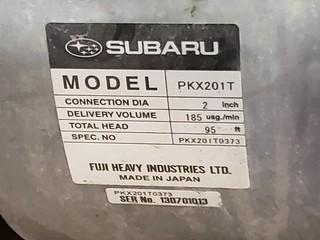 SUBARU
MODEL PKX201T
CONNECTION DIA 2 inch
DELIVERY VOLUME 185 usg./min
TOTAL HEAD 95 ft
SPEC. NO PKX201T0373
FUJI HEAVY INDUSTRIES LTD.
MADE IN JAPAN
PKX201T0373
SER No. 130701013